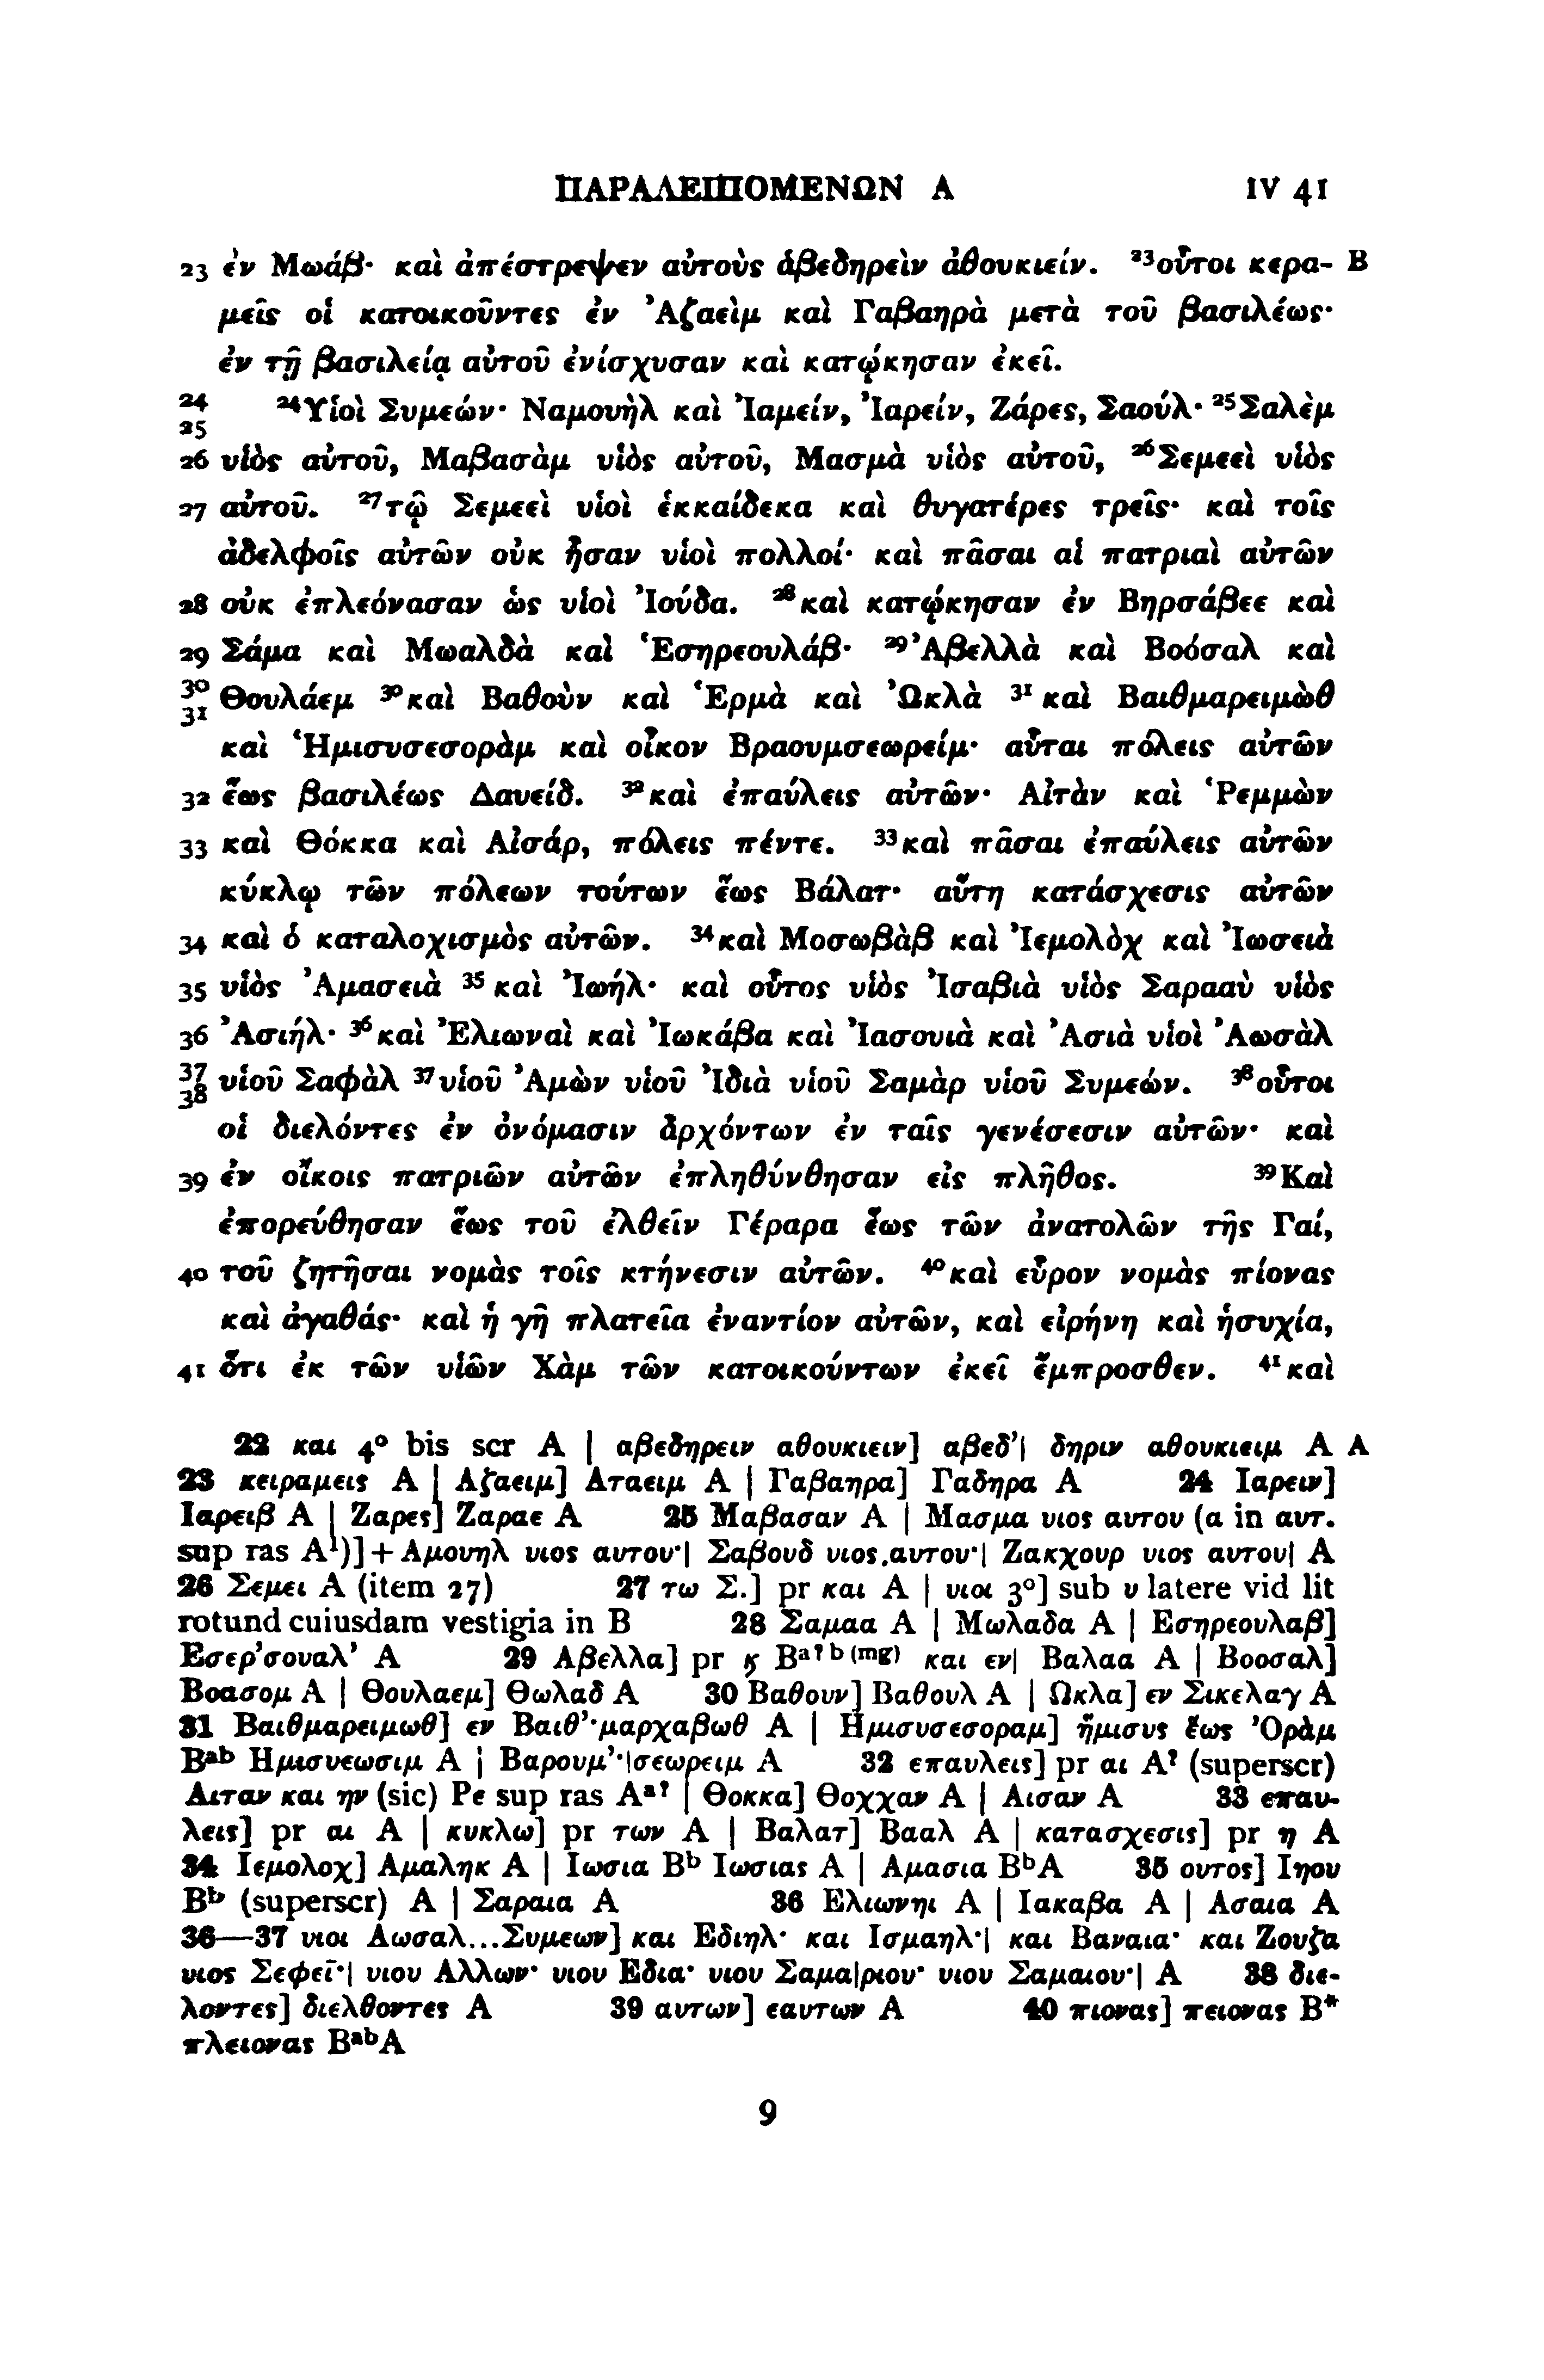 ΠΑΡΑΛΕΙΠΟΜΕΝΩΝ Α IV 41
23 ἐν Μωάβ· καὶ ἀπέστρεψεν αὐτοὺς ἀβεδηρεὶν ἀθουκιείν. ²³οὗτοι κερα- B
μεῖς οἱ κατοικοῦντες ἐν Ἀζαεὶμ καὶ Γαβαηρὰ μετὰ τοῦ βασιλέως·
ἐν τῇ βασιλείᾳ αὐτοῦ ἐνίσχυσαν καὶ κατῴκησαν ἐκεῖ.
24 25 ²⁴Υἱοὶ Συμεών· Ναμουὴλ καὶ Ἰαμείν, Ἰαρείν, Ζάρες, Σαούλ· ²⁵Σαλὲμ
26 υἱὸς αὐτοῦ, Μαβασὰμ υἱὸς αὐτοῦ, Μασμὰ υἱὸς αὐτοῦ, ²⁶Σεμεεὶ υἱὸς
27 αὐτοῦ. ²⁷τῷ Σεμεεὶ υἱοὶ ἑκκαίδεκα καὶ θυγατέρες τρεῖς· καὶ τοῖς
ἀδελφοῖς αὐτῶν οὐκ ἦσαν υἱοὶ πολλοί· καὶ πᾶσαι αἱ πατριαὶ αὐτῶν
28 οὐκ ἐπλεόνασαν ὡς υἱοὶ Ἰούδα. ²⁸καὶ κατῴκησαν ἐν Βηρσάβεε καὶ
29 Σάμα καὶ Μωαλδὰ καὶ Ἑσηρεουλάβ· ²⁹Ἀβελλὰ καὶ Βοόσαλ καὶ
30 31 Θουλάεμ ³⁰καὶ Βαθοὺν καὶ Ἑρμὰ καὶ Ὠκλὰ ³¹καὶ Βαιθμαρειμὼθ
καὶ Ἡμισυσεσορὰμ καὶ οἶκον Βραουμσεωρείμ· αὗται πόλεις αὐτῶν
32 ἕως βασιλέως Δαυείδ. ³²καὶ ἐπαύλεις αὐτῶν· Αἰτὰν καὶ Ῥεμμὼν
33 καὶ Θόκκα καὶ Αἰσάρ, πόλεις πέντε. ³³καὶ πᾶσαι ἐπαύλεις αὐτῶν
κύκλῳ τῶν πόλεων τούτων ἕως Βάλατ· αὕτη κατάσχεσις αὐτῶν
34 καὶ ὁ καταλοχισμὸς αὐτῶν. ³⁴καὶ Μοσωβὰβ καὶ Ἰεμολὸχ καὶ Ἰωσειὰ
35 υἱὸς Ἀμασειὰ ³⁵καὶ Ἰωήλ· καὶ οὗτος υἱὸς Ἰσαβιὰ υἱὸς Σαρααὺ υἱὸς
36 Ἀσιήλ· ³⁶καὶ Ἐλιωναὶ καὶ Ἰωκάβα καὶ Ἰασουιὰ καὶ Ἀσιὰ υἱοὶ Ἀωσὰλ
37 38 υἱοῦ Σαφὰλ ³⁷υἱοῦ Ἀμὼν υἱοῦ Ἰδιὰ υἱοῦ Σαμὰρ υἱοῦ Συμεών. ³⁸οὗτοι
οἱ διελόντες ἐν ὀνόμασιν ἀρχόντων ἐν ταῖς γενέσεσιν αὐτῶν· καὶ
39 ἐν οἴκοις πατριῶν αὐτῶν ἐπληθύνθησαν εἰς πλῆθος. ³⁹Καὶ
ἐπορεύθησαν ἕως τοῦ ἐλθεῖν Γέραρα ἕως τῶν ἀνατολῶν τῆς Γαί,
40 τοῦ ζητῆσαι νομὰς τοῖς κτήνεσιν αὐτῶν. ⁴⁰καὶ εὗρον νομὰς πίονας
καὶ ἀγαθάς· καὶ ἡ γῆ πλατεῖα ἐναντίον αὐτῶν, καὶ εἰρήνη καὶ ἡσυχία,
41 ὅτι ἐκ τῶν υἱῶν Χὰμ τῶν κατοικούντων ἐκεῖ ἔμπροσθεν. ⁴¹καὶ
22 και 4° bis scr A | αβεδηρειν αθουκιειν] αβεδ’| δηριν αθουκιειμ A A
23 κειραμεις A | Αζαειμ] Αταειμ A | Γαβαηρα] Γαδηρα A 24 Ιαρειν]
Ιαρειβ A | Ζαρες] Ζαραε A 25 Μαβασαν A | Μασμα υιος αυτου (α in αυτ.
sup ras A¹)] + Αμουηλ υιος αυτου·| Σαβουδ υιος.αυτου·| Ζακχουρ υιος αυτου| A
26 Σεμει A (item 27) 27 τω Σ.] pr και A | υιοι 3°] sub υ latere vid lit
rotund cuiusdam vestigia in B 28 Σαμαα A | Μωλαδα A | Εσηρεουλαβ]
Εσερ’σουαλ’ A 29 Αβελλα] pr ϗ Bᵃ?ᵇ⁽ᵐᵍ⁾ και εν| Βαλαα A | Βοοσαλ]
Βοασομ A | Θουλαεμ] Θωλαδ A 30 Βαθουν] Βαθουλ A | Ωκλα] εν Σικελαγ A
31 Βαιθμαρειμωθ] εν Βαιθ’·μαρχαβωθ A | Ημισυσεσοραμ] ἥμισυς ἕως Ὀρὰμ
Bᵃᵇ Ημισυεωσιμ A | Βαρουμ’·|σεωρειμ A 32 επαυλεις] pr αι A? (superscr)
Αιταν και ην (sic) Ρε sup ras Aᵃ? | Θοκκα] Θοχχαν A | Αισαν A 33 επαυ-
λεις] pr αι A | κυκλω] pr των A | Βαλατ] Βααλ A | κατασχεσις] pr η A
34 Ιεμολοχ] Αμαληκ A | Ιωσια Bᵇ Ιωσιας A | Αμασια BᵇA 35 ουτος] Ιηου
Bᵇ (superscr) A | Σαραια A 36 Ελιωνηι A | Ιακαβα A | Ασαια A
36—37 υιοι Αωσαλ...Συμεων] και Εδιηλ· και Ισμαηλ·| και Βαναια· και Ζουζα
υιος Σεφεϊ·| υιου Αλλων· υιου Εδια· υιου Σαμα|ριου· υιου Σαμαιου·| A 38 διε-
λοντες] διελθοντες A 39 αυτων] εαυτων A 40 πιονας] πειονας B*
πλειονας BᵃᵇA
9